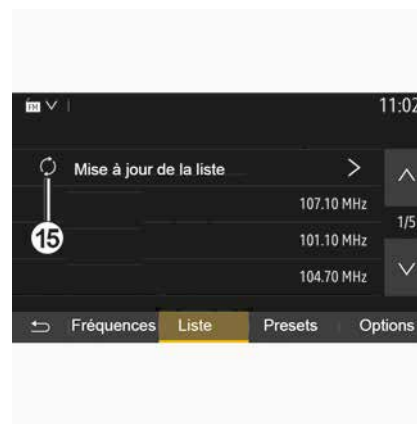 FM
11:02
Mise à jour de la liste
107.10 MHz
1/5
15
101.10 MHz
104.70 MHz
Fréquences Liste Presets Options